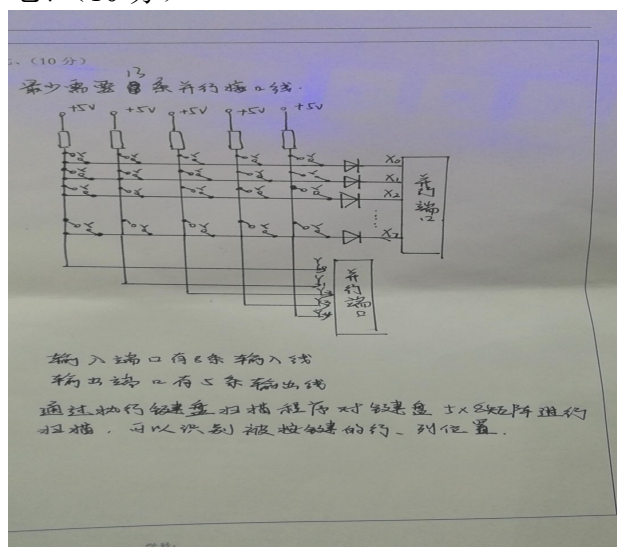 (10分)
最少需要13条并行接口线.
+5V +5V +5V +5V +5V
X0
X1
X2
X7
并行端口
Y0
Y1
Y2
Y3
Y4
并行端口
输入端口有8条输入线
输出端口有5条输出线
通过执行键盘扫描程序对键盘5×8矩阵进行
扫描,可以识别被按键的行、列位置.